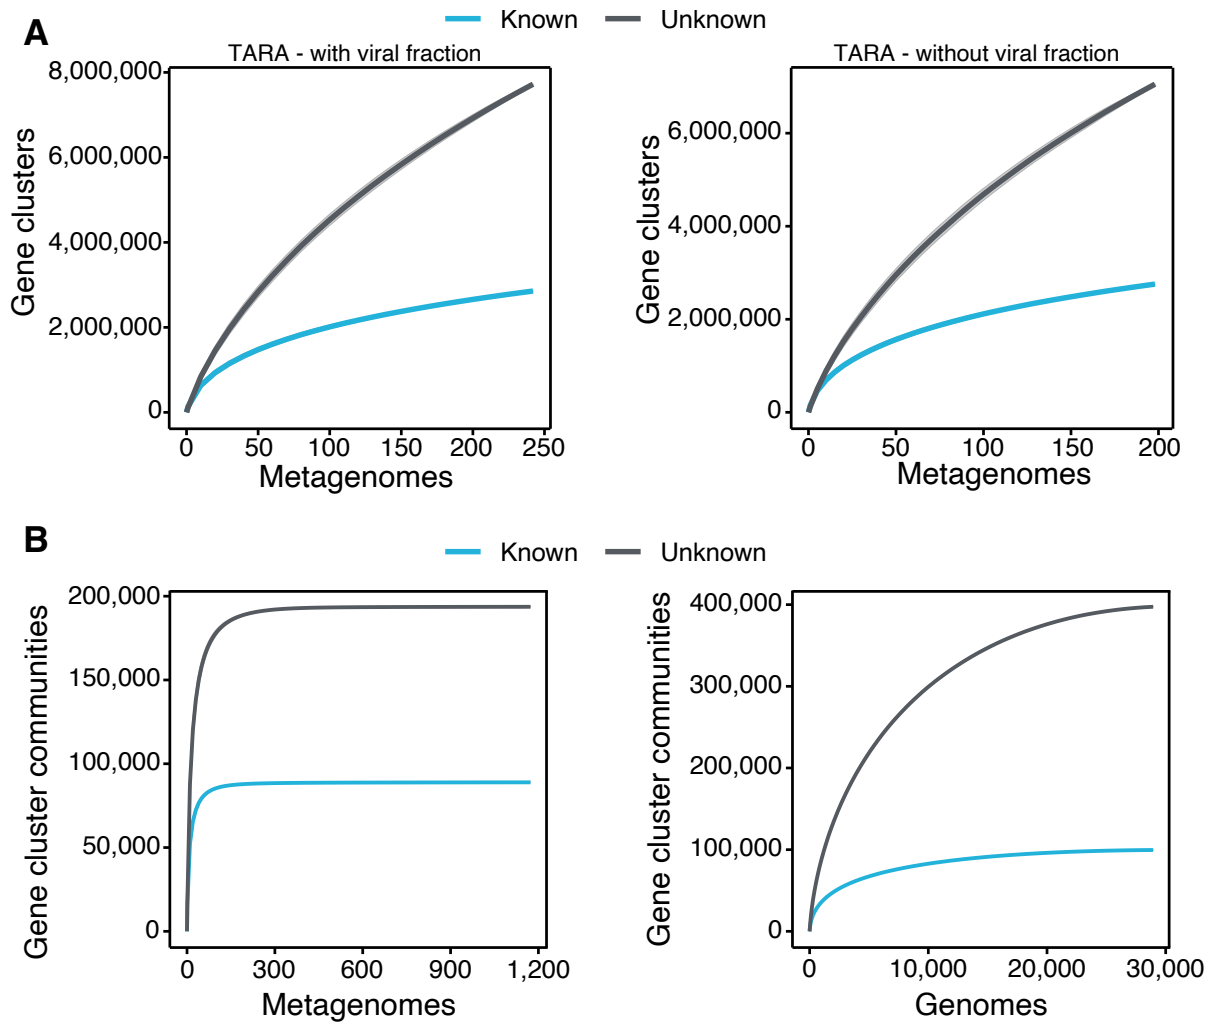 A
Known Unknown
TARA - with viral fraction
Gene clusters
8,000,000
6,000,000
4,000,000
2,000,000
0
0 50 100 150 200 250
Metagenomes
TARA - without viral fraction
Gene clusters
6,000,000
4,000,000
2,000,000
0
0 50 100 150 200
Metagenomes
B
Known Unknown
Gene cluster communities
200,000
150,000
100,000
50,000
0
0 300 600 900 1,200
Metagenomes
Gene cluster communities
400,000
300,000
200,000
100,000
0
0 10,000 20,000 30,000
Genomes